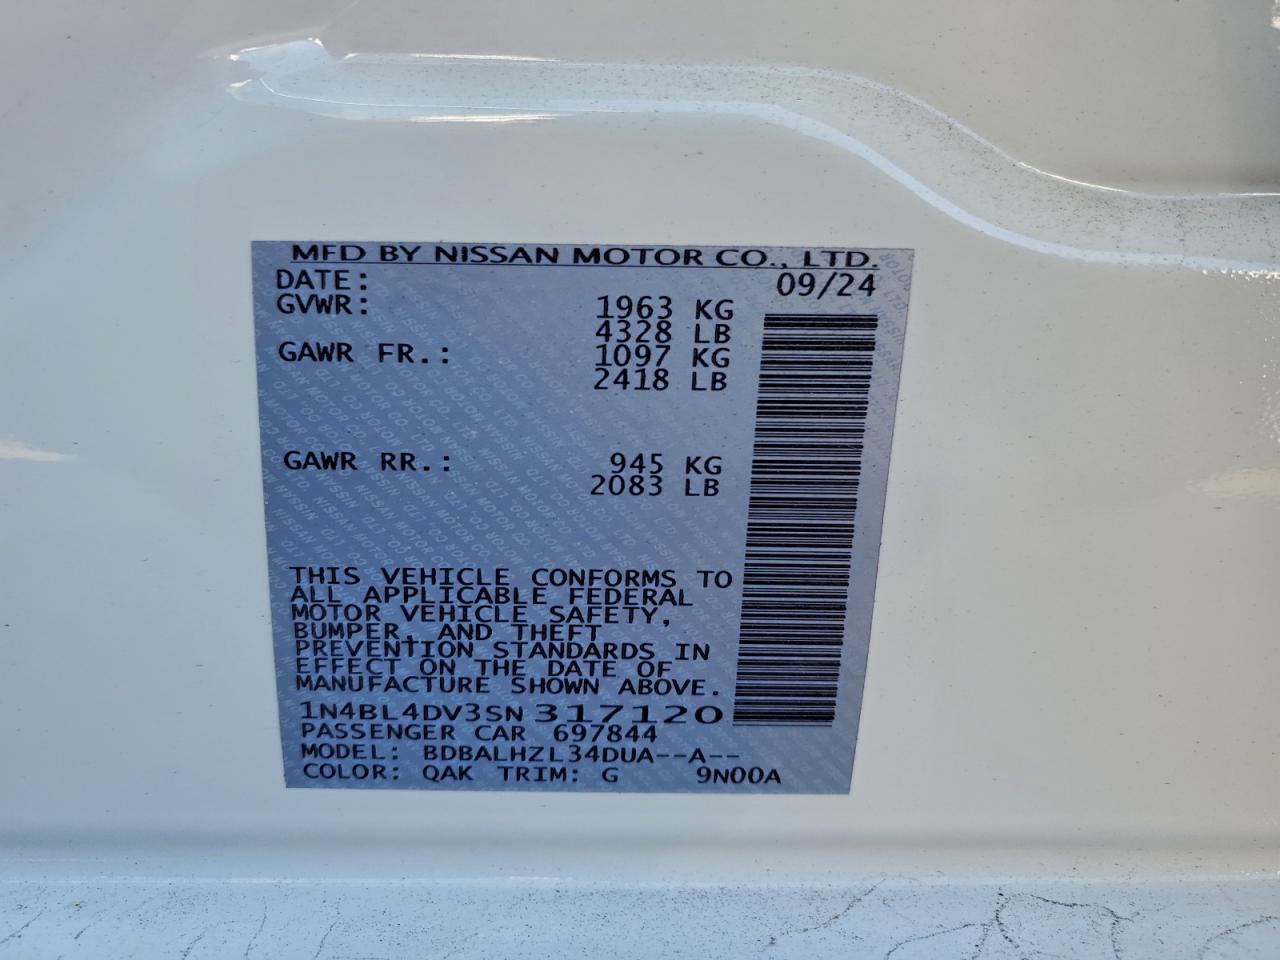 MFD BY NISSAN MOTOR CO., LTD.
DATE: 09/24
GVWR: 1963 KG
4328 LB
GAWR FR.: 1097 KG
2418 LB
GAWR RR.: 945 KG
2083 LB
THIS VEHICLE CONFORMS TO
ALL APPLICABLE FEDERAL
MOTOR VEHICLE SAFETY,
BUMPER, AND THEFT
PREVENTION STANDARDS IN
EFFECT ON THE DATE OF
MANUFACTURE SHOWN ABOVE.
1N4BL4DV3SN317120
PASSENGER CAR 697844
MODEL: BDBALHZL34DUA--A--
COLOR: QAK TRIM: G 9N00A